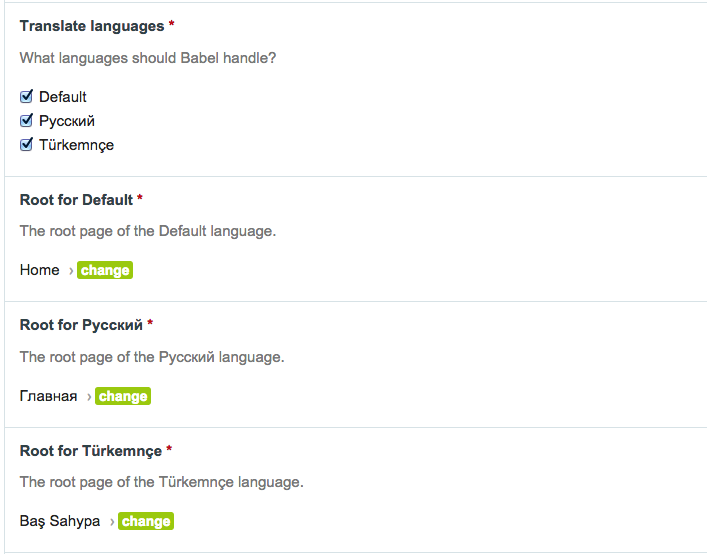 Translate languages *
What languages should Babel handle?
Default
Русский
Türkemnçe
Root for Default *
The root page of the Default language.
Home › change
Root for Русский *
The root page of the Русский language.
Главная › change
Root for Türkemnçe *
The root page of the Türkemnçe language.
Baş Sahypa › change